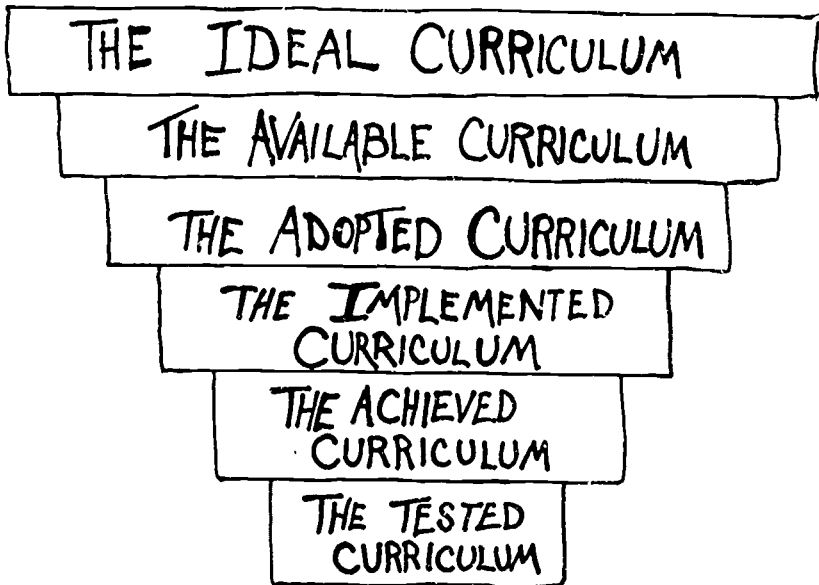 THE IDEAL CURRICULUM
THE AVAILABLE CURRICULUM
THE ADOPTED CURRICULUM
THE IMPLEMENTED
CURRICULUM
THE ACHIEVED
CURRICULUM
THE TESTED
CURRICULUM